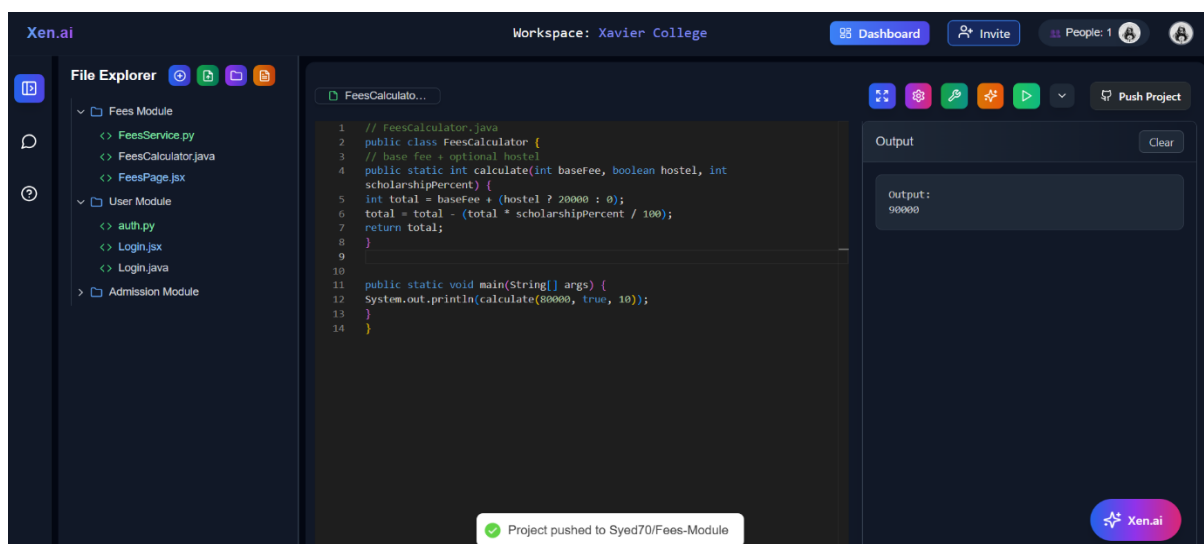 Xen.ai
Workspace: Xavier College
Dashboard
Invite
People: 1
File Explorer
Fees Module
FeesService.py
FeesCalculator.java
FeesPage.jsx
User Module
auth.py
Login.jsx
Login.java
Admission Module
FeesCalculato...
Push Project
1 // FeesCalculator.java
2 public class FeesCalculator {
3 // base fee + optional hostel
4 public static int calculate(int baseFee, boolean hostel, int
scholarshipPercent) {
5 int total = baseFee + (hostel ? 20000 : 0);
6 total = total - (total * scholarshipPercent / 100);
7 return total;
8 }
9
10
11 public static void main(String[] args) {
12 System.out.println(calculate(80000, true, 10));
13 }
14 }
Output
Clear
Output:
90000
Project pushed to Syed70/Fees-Module
Xen.ai